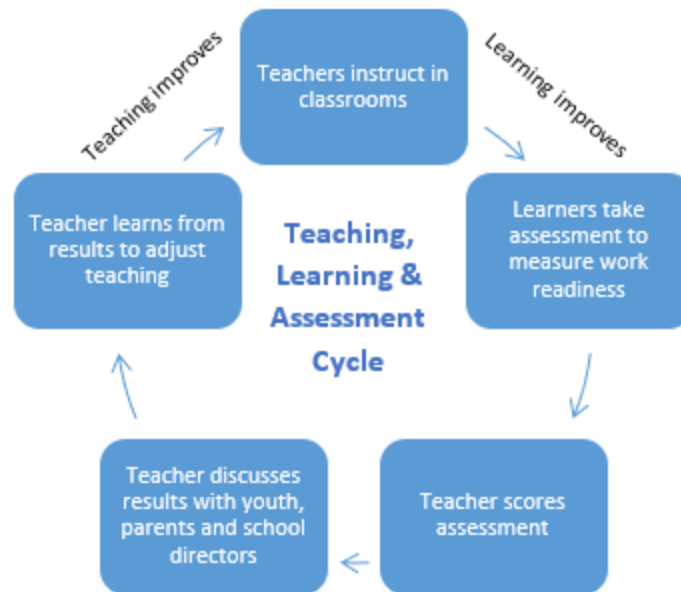 Teachers instruct in
classrooms
Learning improves
Learners take
assessment to
measure work
readiness
Teacher scores
assessment
Teacher discusses
results with youth,
parents and school
directors
Teacher learns from
results to adjust
teaching
Teaching improves
Teaching,
Learning &
Assessment
Cycle